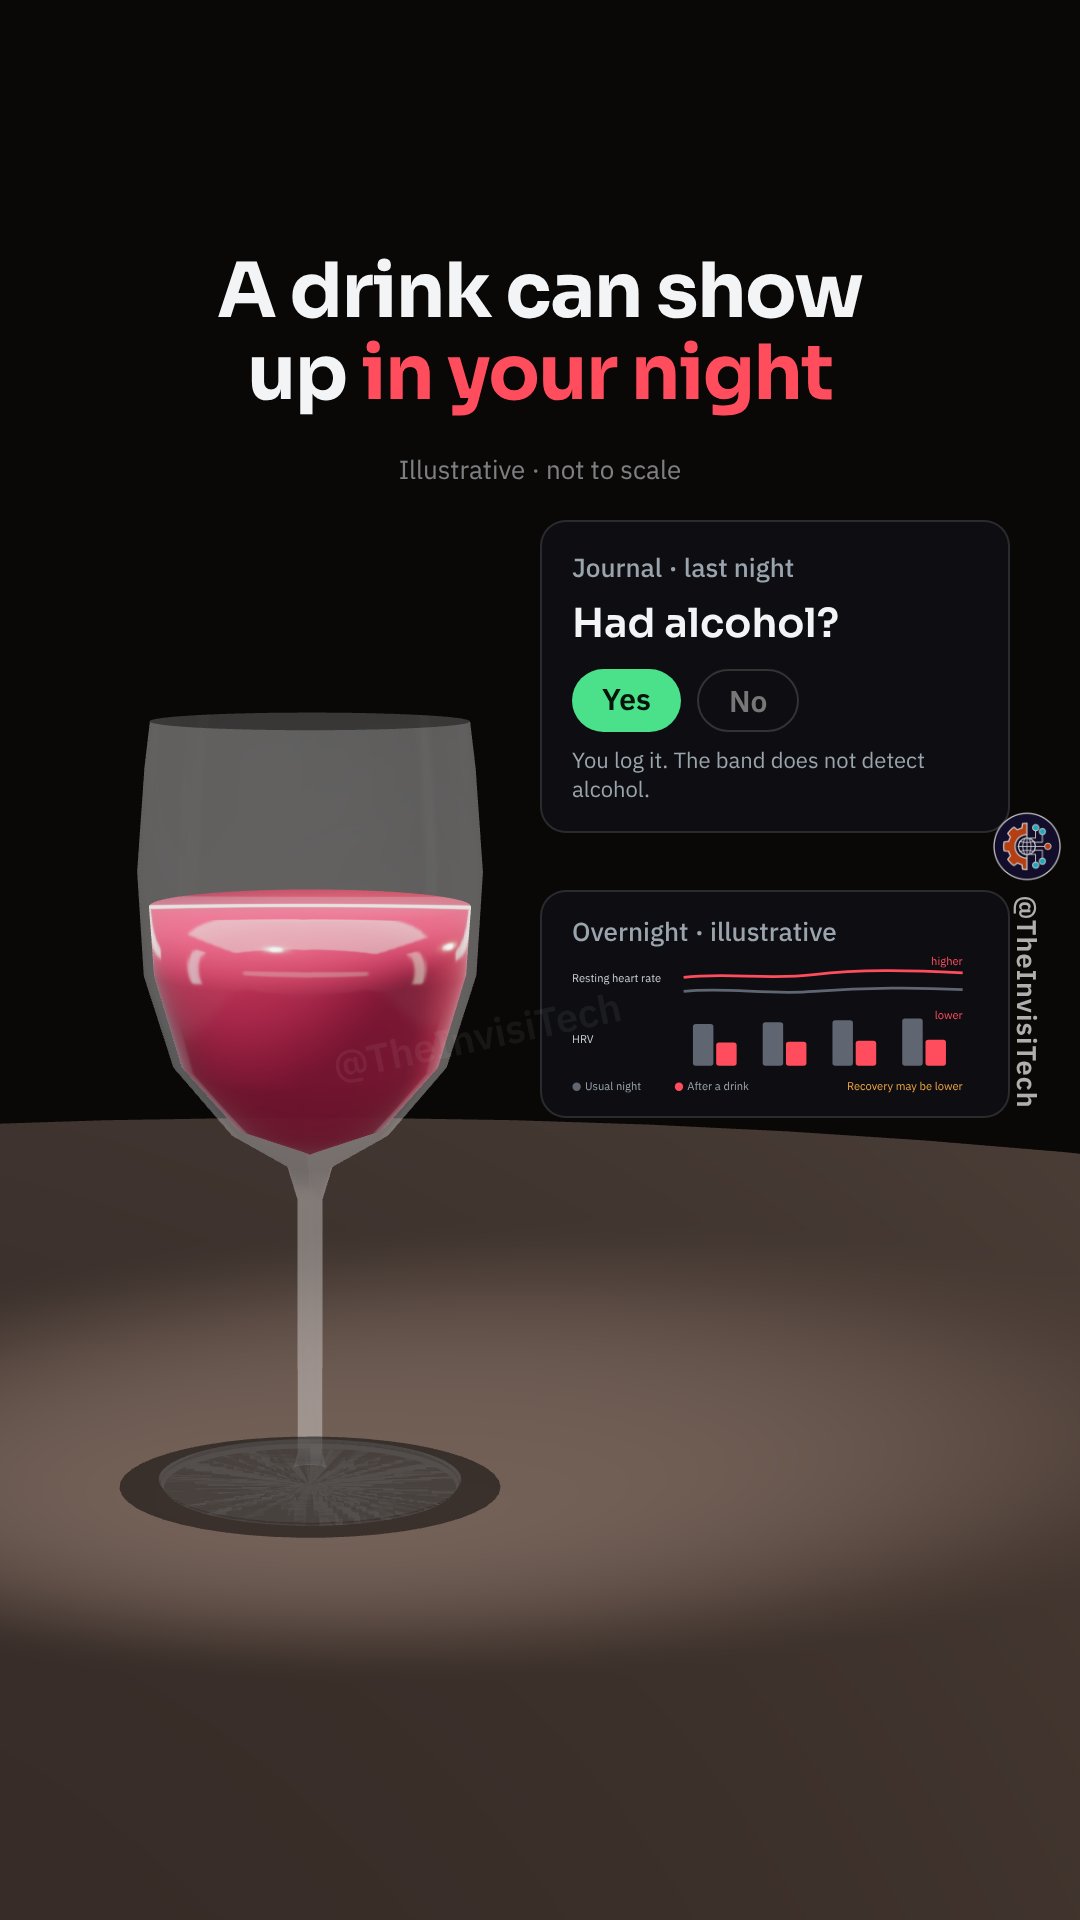 A drink can show
up in your night
Illustrative · not to scale
Journal · last night
Had alcohol?
Yes
No
You log it. The band does not detect
alcohol.
@TheInvisiTech
Overnight · illustrative
higher
Resting heart rate
lower
HRV
Usual night
After a drink
Recovery may be lower
@TheInvisiTech